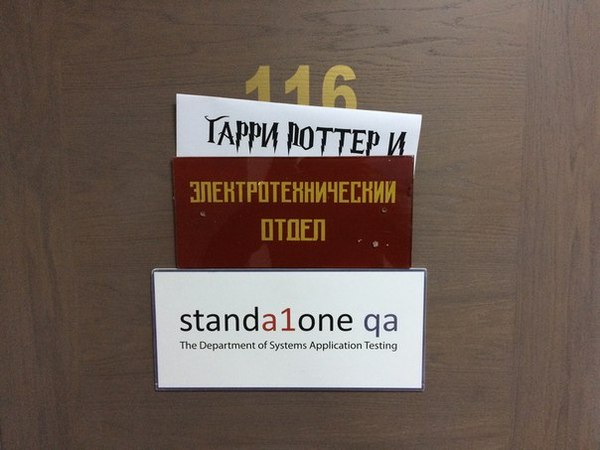 116
ГАРРИ ПОТТЕР И
ЭЛЕКТРОТЕХНИЧЕСКИЙ
ОТДЕЛ
standa1one qa
The Department of Systems Application Testing